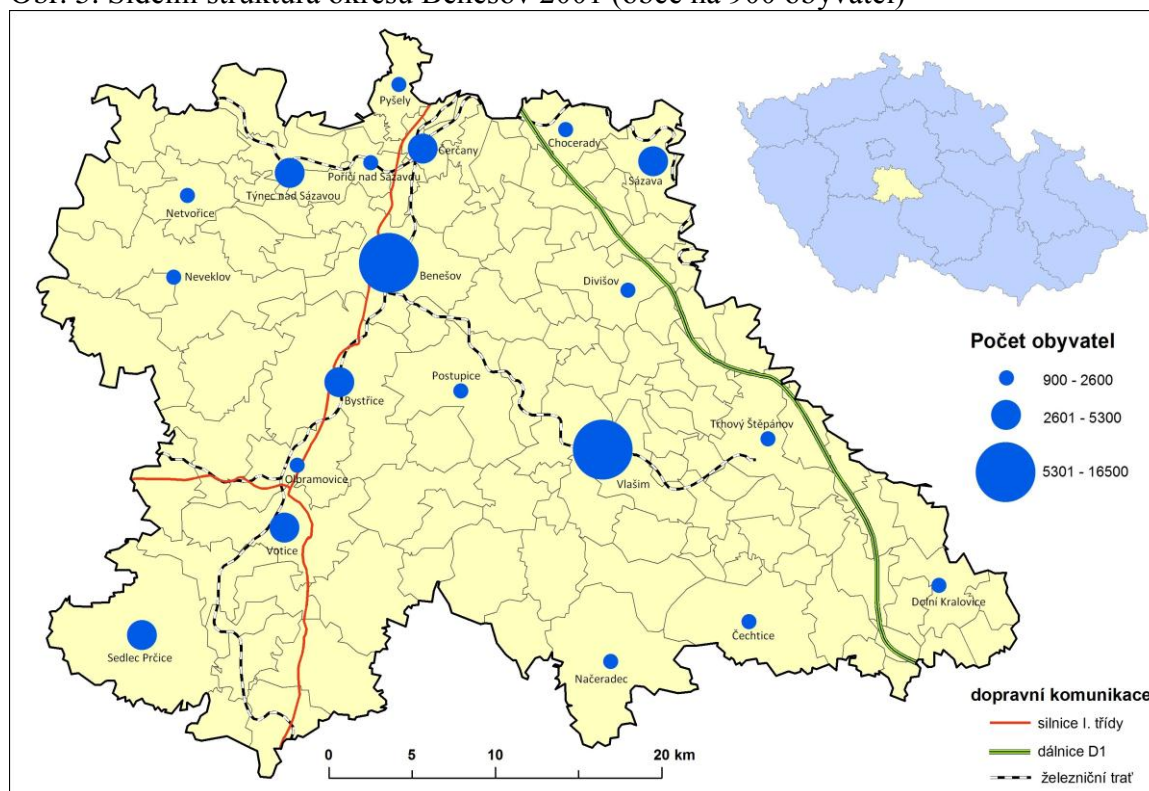 Obr. 3: Sídelní struktura okresu Benešov 2001 (obce na 900 obyvatel)
Pyšely
Chocerady
Čerčany
Sázava
Poříčí nad Sázavou
Týnec nad Sázavou
Netvořice
Neveklov
Benešov
Divišov
Počet obyvatel
900 - 2600
2601 - 5300
5301 - 16500
Postupice
Bystřice
Trhový Štěpánov
Olbramovice
Vlašim
Votice
Dolní Kralovice
Čechtice
Sedlec Prčice
Načeradec
dopravní komunikace
silnice I. třídy
dálnice D1
železniční trať
0 5 10 20 km